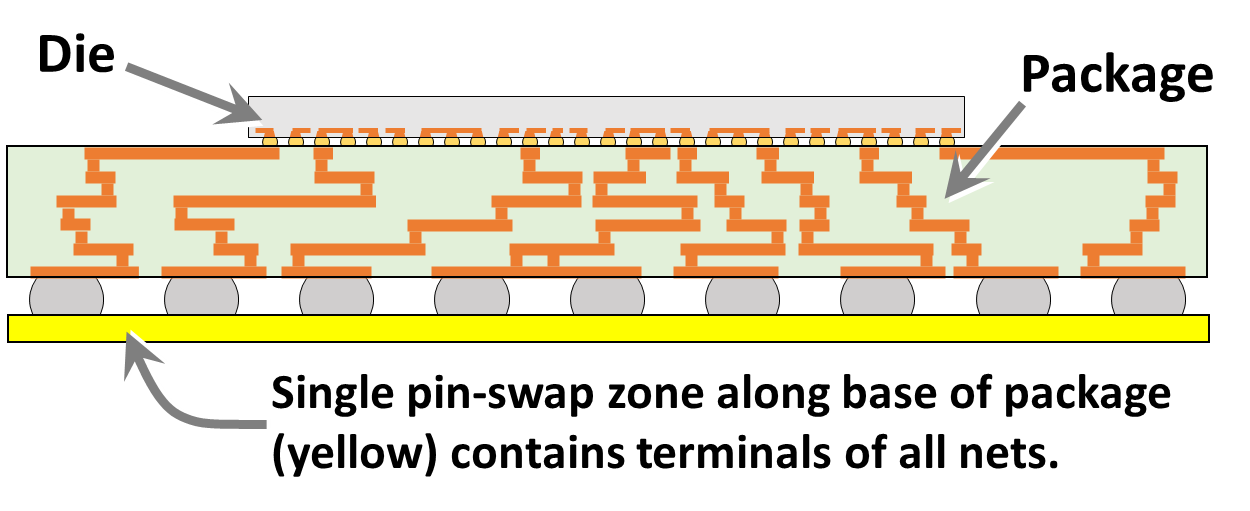 Die
Package
Single pin-swap zone along base of package
(yellow) contains terminals of all nets.